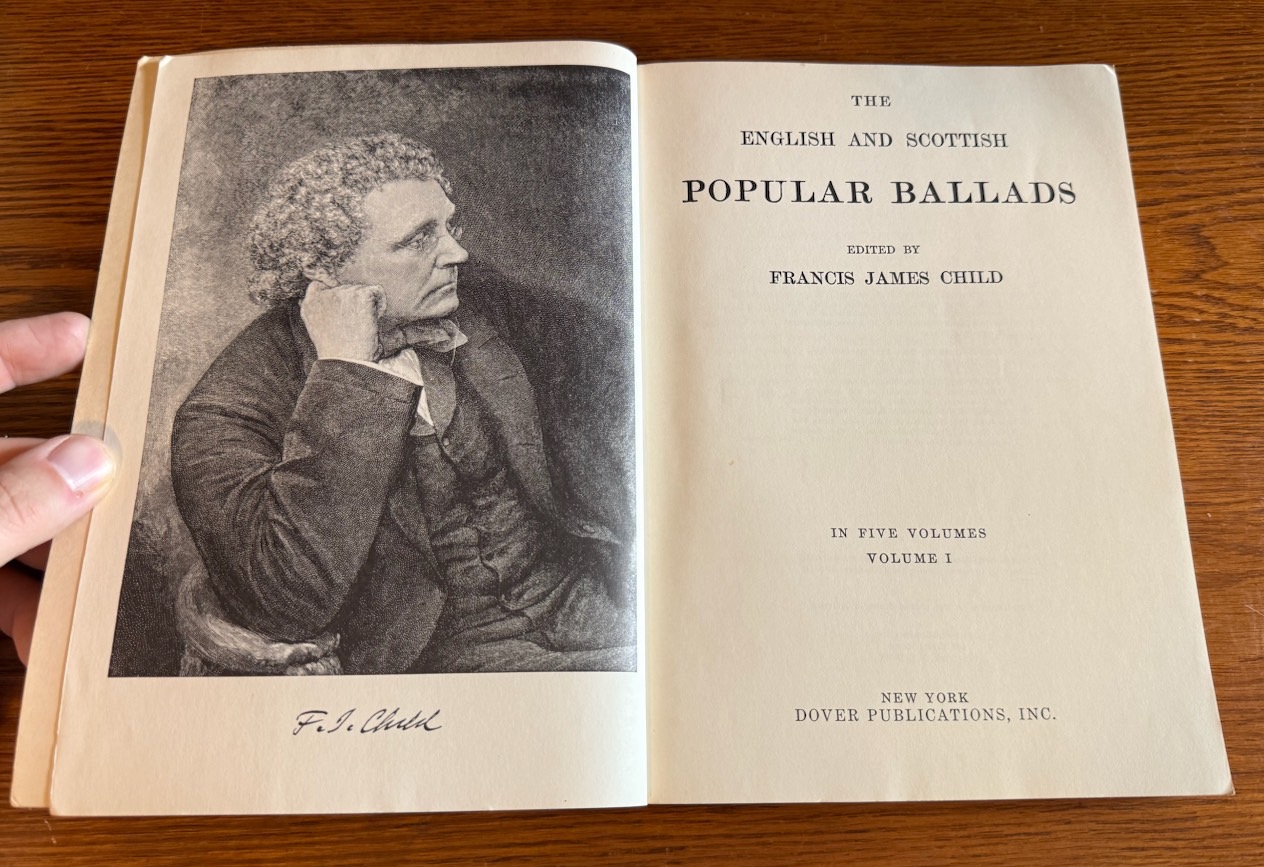 F. J. Child
THE
ENGLISH AND SCOTTISH
POPULAR BALLADS
EDITED BY
FRANCIS JAMES CHILD
IN FIVE VOLUMES
VOLUME I
NEW YORK
DOVER PUBLICATIONS, INC.